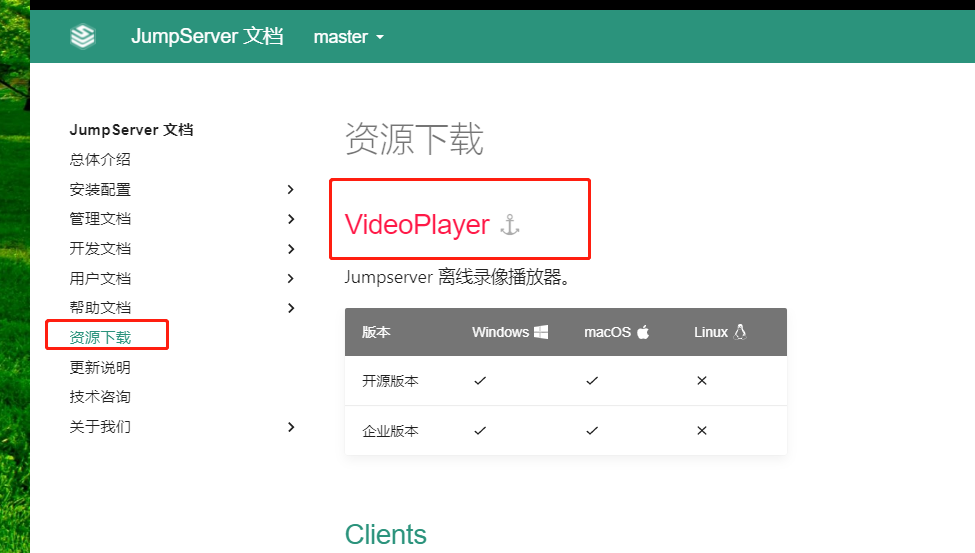 JumpServer 文档 master
JumpServer 文档
总体介绍
安装配置
管理文档
开发文档
用户文档
帮助文档
资源下载
更新说明
技术咨询
关于我们
资源下载
VideoPlayer
Jumpserver 离线录像播放器。
版本 Windows macOS Linux
开源版本 ✓ ✓ ✕
企业版本 ✓ ✓ ✕
Clients